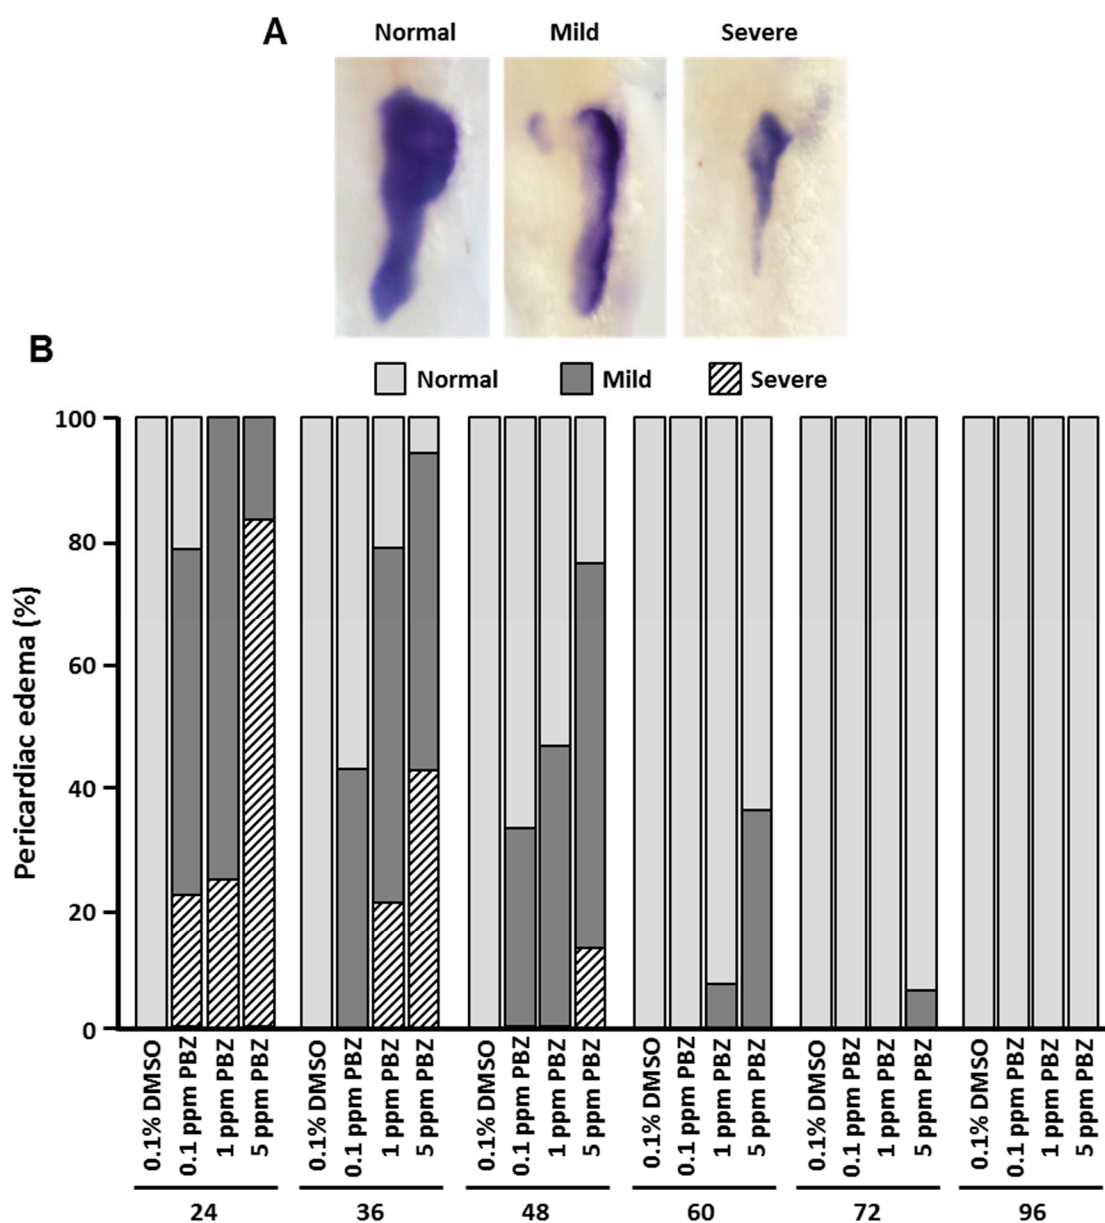 A
Normal Mild Severe
B
Normal Mild Severe
Pericardiac edema (%)
100
80
60
40
20
0
0.1% DMSO
0.1 ppm PBZ
1 ppm PBZ
5 ppm PBZ
0.1% DMSO
0.1 ppm PBZ
1 ppm PBZ
5 ppm PBZ
0.1% DMSO
0.1 ppm PBZ
1 ppm PBZ
5 ppm PBZ
0.1% DMSO
0.1 ppm PBZ
1 ppm PBZ
5 ppm PBZ
0.1% DMSO
0.1 ppm PBZ
1 ppm PBZ
5 ppm PBZ
0.1% DMSO
0.1 ppm PBZ
1 ppm PBZ
5 ppm PBZ
24 36 48 60 72 96